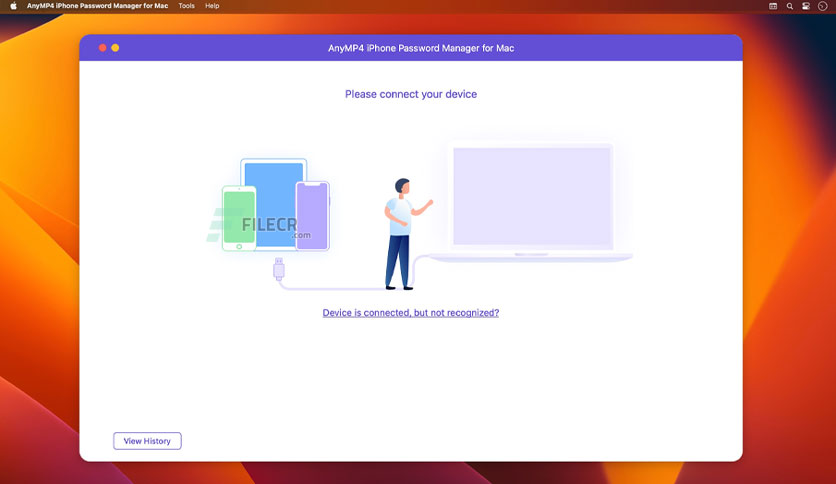 AnyMP4 iPhone Password Manager for Mac Tools Help
AnyMP4 iPhone Password Manager for Mac
Please connect your device
FILECR
.com
Device is connected, but not recognized?
View History